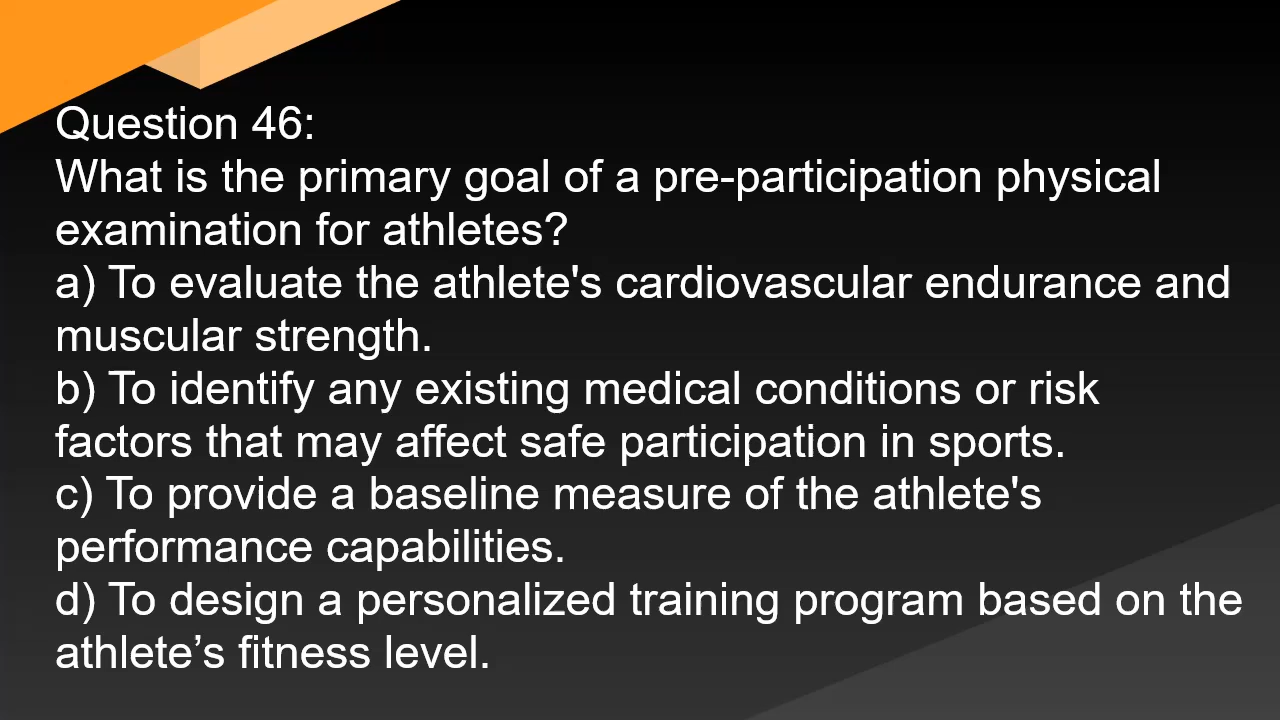 Question 46:
What is the primary goal of a pre-participation physical
examination for athletes?
a) To evaluate the athlete's cardiovascular endurance and
muscular strength.
b) To identify any existing medical conditions or risk
factors that may affect safe participation in sports.
c) To provide a baseline measure of the athlete's
performance capabilities.
d) To design a personalized training program based on the
athlete’s fitness level.